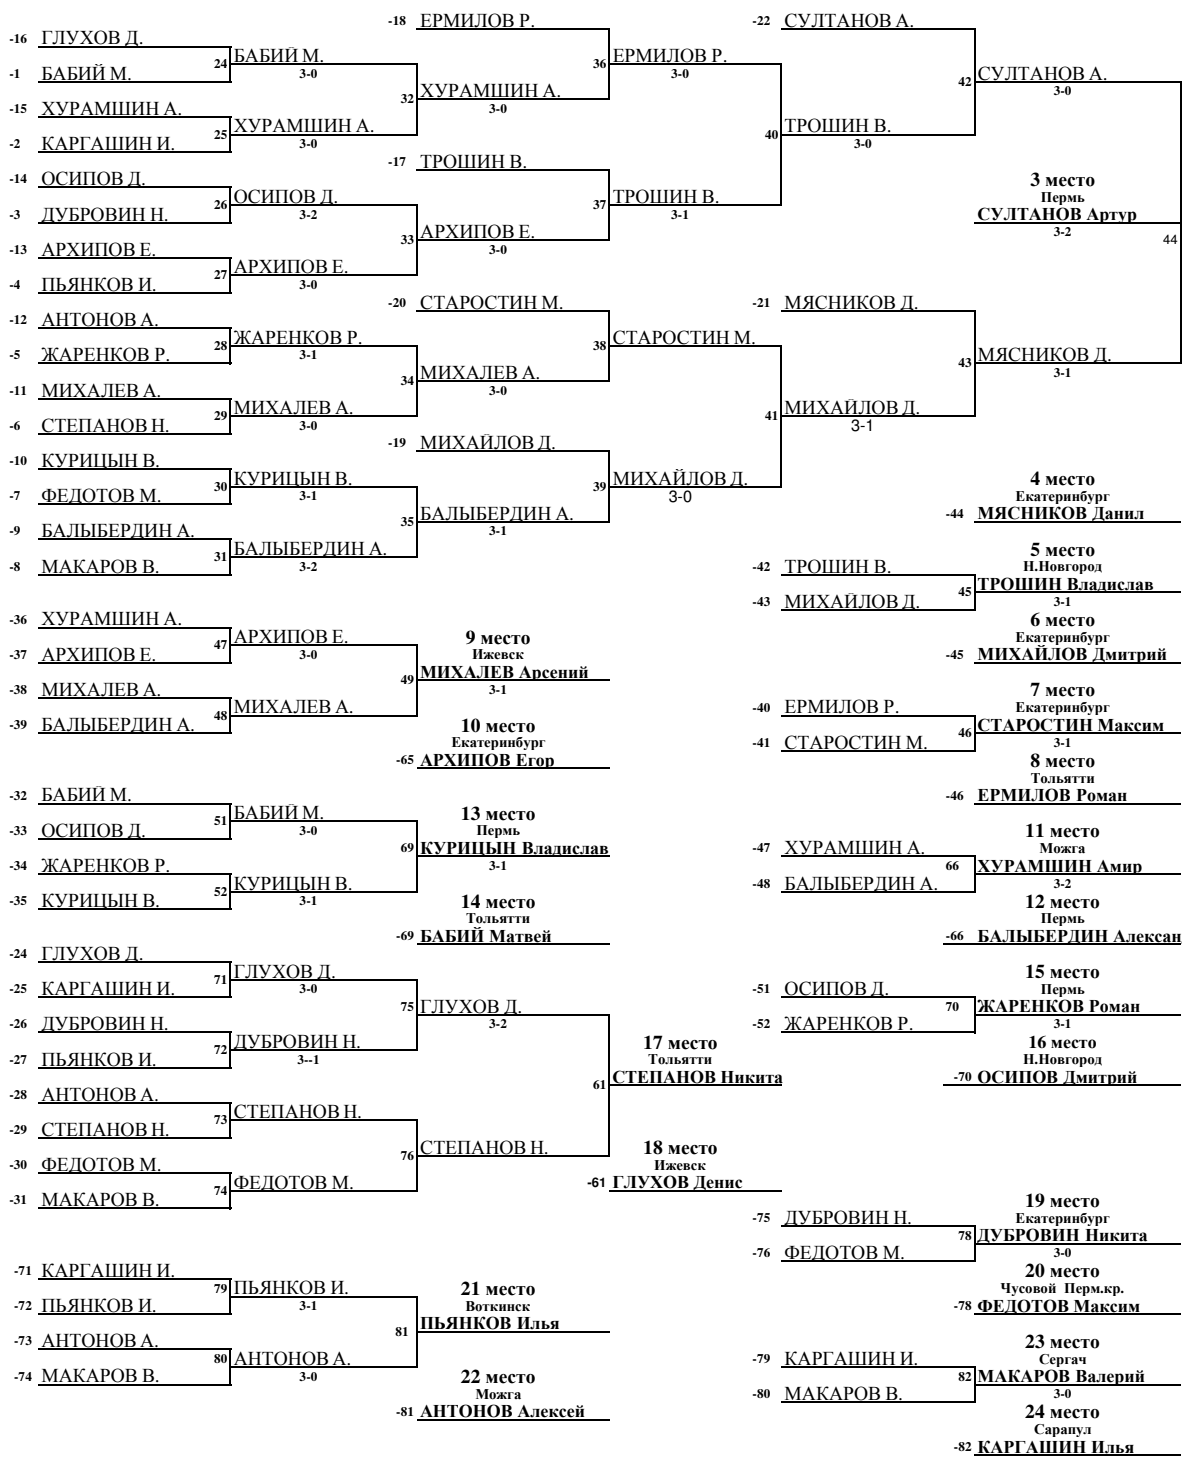 -18 ЕРМИЛОВ Р.
-22 СУЛТАНОВ А.
-16 ГЛУХОВ Д.
24 БАБИЙ М.
36 ЕРМИЛОВ Р.
3-0
3-0
-1 БАБИЙ М.
42 СУЛТАНОВ А.
3-0
32 ХУРАМШИН А.
3-0
-15 ХУРАМШИН А.
25 ХУРАМШИН А.
3-0
40 ТРОШИН В.
3-0
-2 КАРГАШИН И.
-17 ТРОШИН В.
-14 ОСИПОВ Д.
3 место
Пермь
26 ОСИПОВ Д.
3-2
37 ТРОШИН В.
3-1
-3 ДУБРОВИН Н.
СУЛТАНОВ Артур
3-2
44
33 АРХИПОВ Е.
3-0
-13 АРХИПОВ Е.
27 АРХИПОВ Е.
3-0
-4 ПЬЯНКОВ И.
-20 СТАРОСТИН М.
-21 МЯСНИКОВ Д.
-12 АНТОНОВ А.
28 ЖАРЕНКОВ Р.
3-1
38 СТАРОСТИН М.
-5 ЖАРЕНКОВ Р.
43 МЯСНИКОВ Д.
3-1
34 МИХАЛЕВ А.
3-0
-11 МИХАЛЕВ А.
29 МИХАЛЕВ А.
3-0
41 МИХАЙЛОВ Д.
3-1
-6 СТЕПАНОВ Н.
-19 МИХАЙЛОВ Д.
-10 КУРИЦЫН В.
30 КУРИЦЫН В.
3-1
39 МИХАЙЛОВ Д.
3-0
4 место
Екатеринбург
-7 ФЕДОТОВ М.
35 БАЛЫБЕРДИН А.
3-1
-44 МЯСНИКОВ Данил
-9 БАЛЫБЕРДИН А.
31 БАЛЫБЕРДИН А.
3-2
5 место
Н.Новгород
-8 МАКАРОВ В.
-42 ТРОШИН В.
45 ТРОШИН Владислав
3-1
-43 МИХАЙЛОВ Д.
-36 ХУРАМШИН А.
6 место
Екатеринбург
47 АРХИПОВ Е.
3-0
9 место
Ижевск
-37 АРХИПОВ Е.
-45 МИХАЙЛОВ Дмитрий
49 МИХАЛЕВ Арсений
3-1
-38 МИХАЛЕВ А.
7 место
Екатеринбург
48 МИХАЛЕВ А.
-40 ЕРМИЛОВ Р.
-39 БАЛЫБЕРДИН А.
10 место
Екатеринбург
46 СТАРОСТИН Максим
3-1
-41 СТАРОСТИН М.
-65 АРХИПОВ Егор
8 место
Тольятти
-32 БАБИЙ М.
-46 ЕРМИЛОВ Роман
51 БАБИЙ М.
3-0
13 место
Пермь
-33 ОСИПОВ Д.
11 место
Можга
69 КУРИЦЫН Владислав
3-1
-47 ХУРАМШИН А.
-34 ЖАРЕНКОВ Р.
66 ХУРАМШИН Амир
3-2
52 КУРИЦЫН В.
3-1
-48 БАЛЫБЕРДИН А.
-35 КУРИЦЫН В.
14 место
Тольятти
12 место
Пермь
-69 БАБИЙ Матвей
-66 БАЛЫБЕРДИН Алексан
-24 ГЛУХОВ Д.
71 ГЛУХОВ Д.
3-0
15 место
Пермь
-25 КАРГАШИН И.
-51 ОСИПОВ Д.
75 ГЛУХОВ Д.
3-2
70 ЖАРЕНКОВ Роман
3-1
-26 ДУБРОВИН Н.
-52 ЖАРЕНКОВ Р.
72 ДУБРОВИН Н.
3--1
17 место
Тольятти
16 место
Н.Новгород
-27 ПЬЯНКОВ И.
61 СТЕПАНОВ Никита
-70 ОСИПОВ Дмитрий
-28 АНТОНОВ А.
73 СТЕПАНОВ Н.
-29 СТЕПАНОВ Н.
76 СТЕПАНОВ Н.
18 место
Ижевск
-30 ФЕДОТОВ М.
74 ФЕДОТОВ М.
-61 ГЛУХОВ Денис
-31 МАКАРОВ В.
19 место
Екатеринбург
-75 ДУБРОВИН Н.
78 ДУБРОВИН Никита
3-0
-76 ФЕДОТОВ М.
-71 КАРГАШИН И.
20 место
Чусовой Перм.кр.
79 ПЬЯНКОВ И.
3-1
21 место
Воткинск
-72 ПЬЯНКОВ И.
-78 ФЕДОТОВ Максим
81 ПЬЯНКОВ Илья
-73 АНТОНОВ А.
23 место
Сергач
80 АНТОНОВ А.
3-0
-79 КАРГАШИН И.
-74 МАКАРОВ В.
22 место
Можга
82 МАКАРОВ Валерий
3-0
-80 МАКАРОВ В.
-81 АНТОНОВ Алексей
24 место
Сарапул
-82 КАРГАШИН Илья